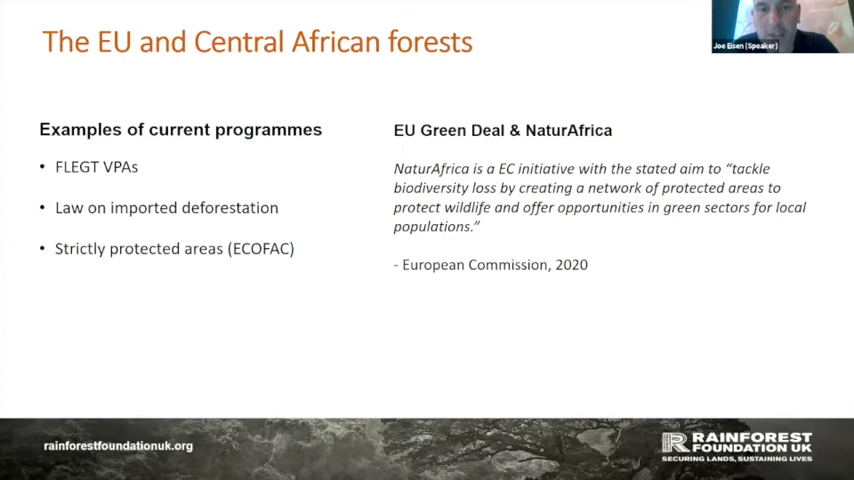 The EU and Central African forests
Joe Eisen (Speaker)
Examples of current programmes
• FLEGT VPAs
• Law on imported deforestation
• Strictly protected areas (ECOFAC)
EU Green Deal & NaturAfrica
NaturAfrica is a EC initiative with the stated aim to “tackle
biodiversity loss by creating a network of protected areas to
protect wildlife and offer opportunities in green sectors for local
populations.”
- European Commission, 2020
rainforestfoundationuk.org
RAINFOREST
FOUNDATION UK
SECURING LANDS, SUSTAINING LIVES